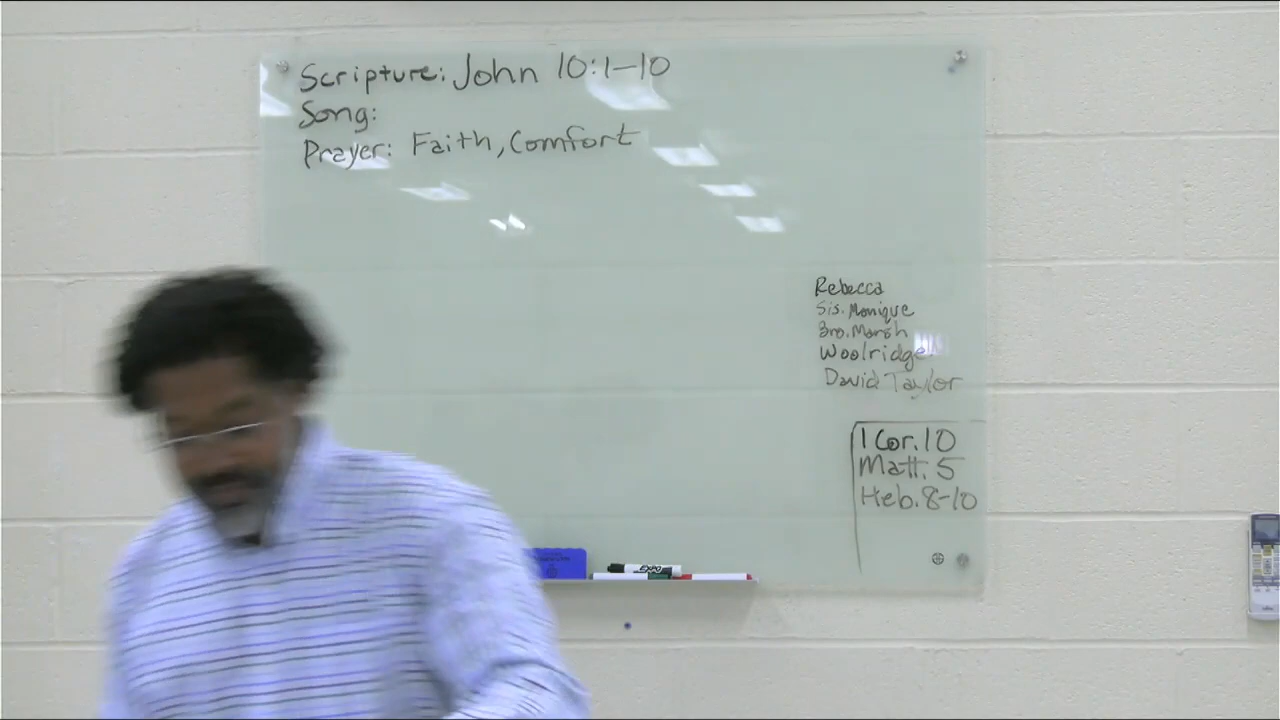 Scripture: John 10:1-10
Song:
Prayer: Faith, Comfort
Rebecca
Sis. Monique
Bro. Marsh
Woolridge
David Taylor
1 Cor. 10
Matt. 5
Heb. 8-10
EXPO